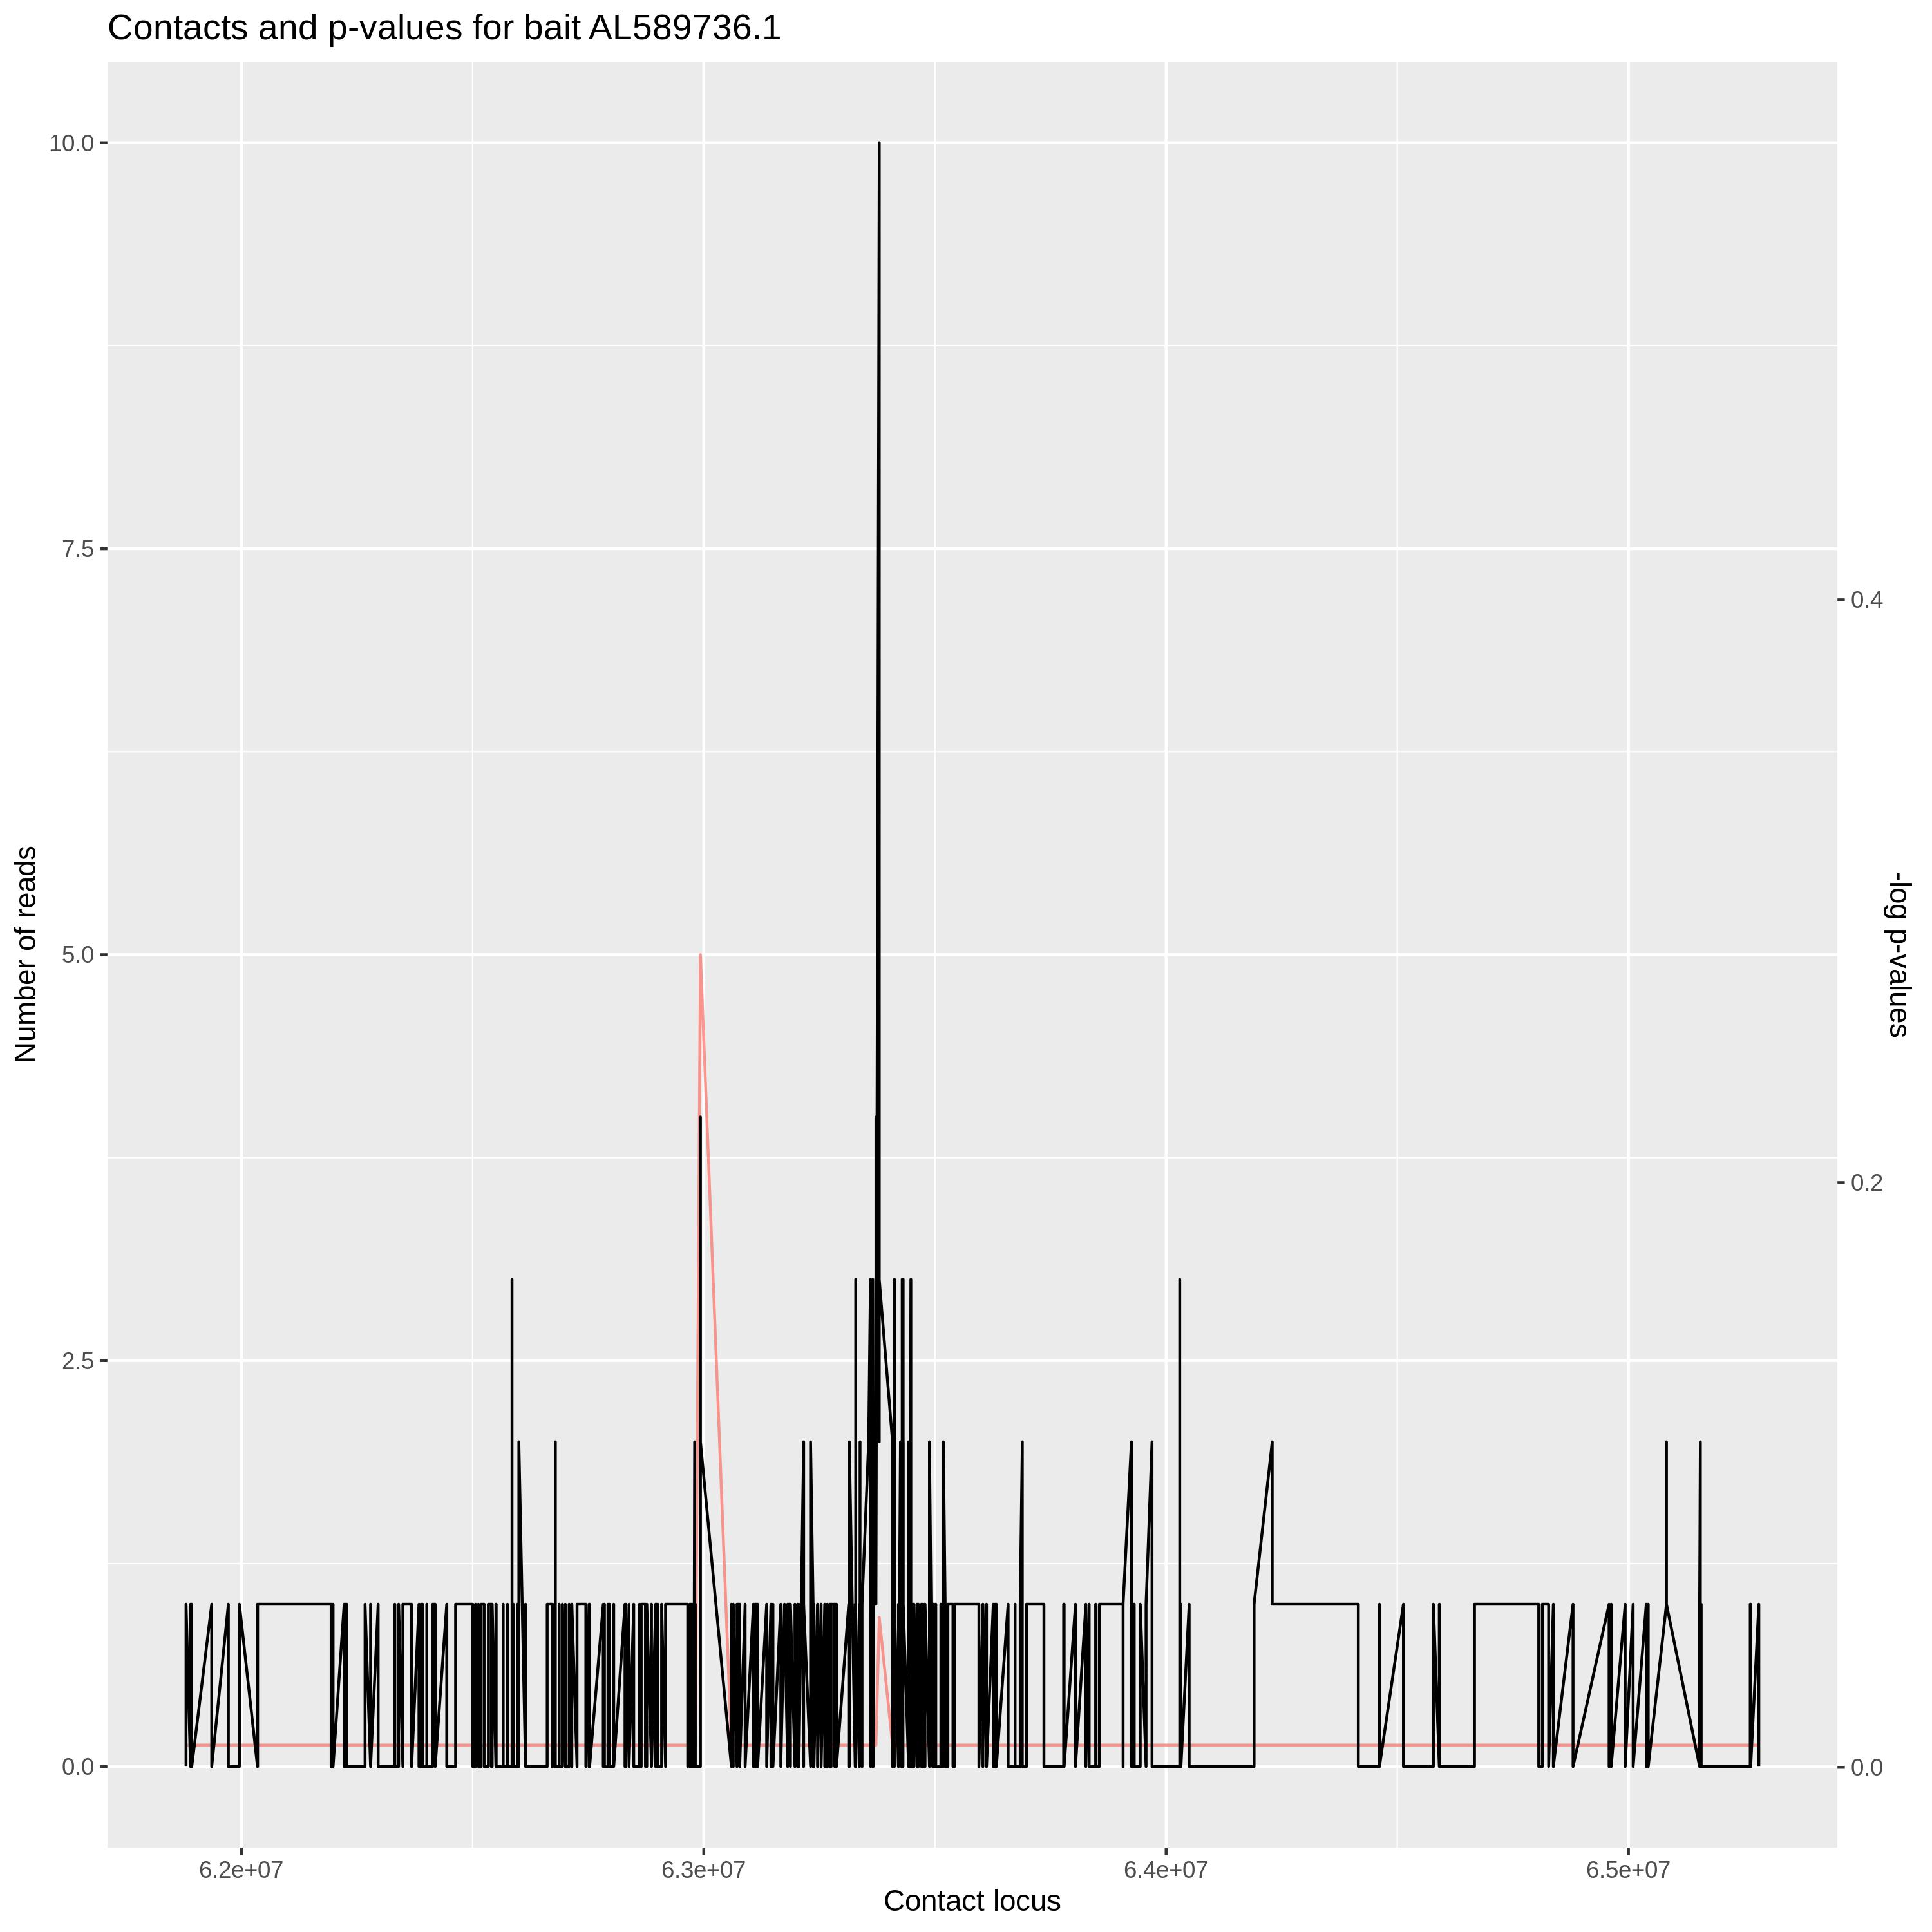 Contacts and p-values for bait AL589736.1
10.0
7.5
5.0
2.5
0.0
Number of reads
0.4
0.2
0.0
-log p-values
6.2e+07 6.3e+07 6.4e+07 6.5e+07
Contact locus